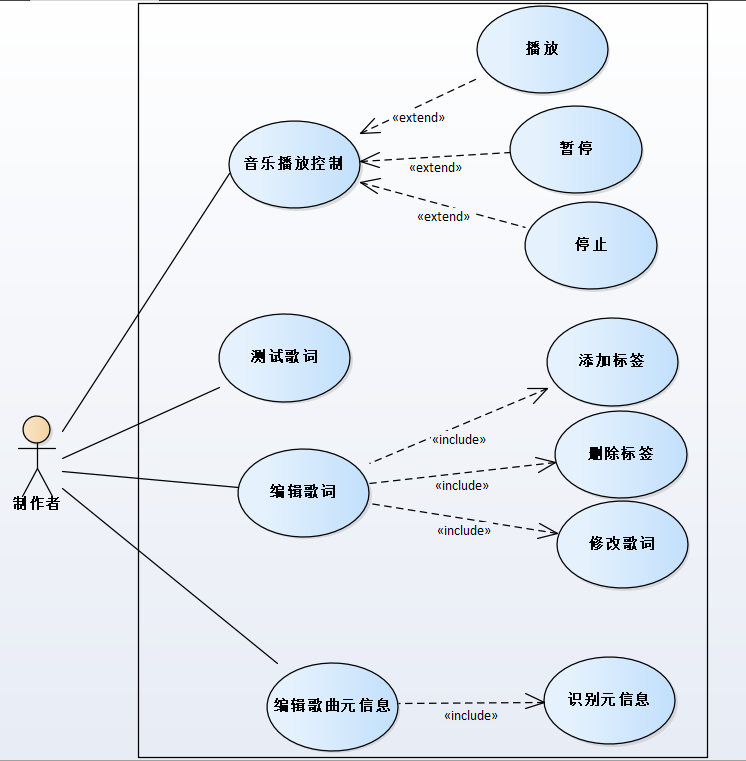 播放
«extend»
音乐播放控制
暂停
«extend»
«extend»
停止
测试歌词
添加标签
«include»
删除标签
«include»
编辑歌词
制作者
«include»
修改歌词
编辑歌曲元信息
«include»
识别元信息